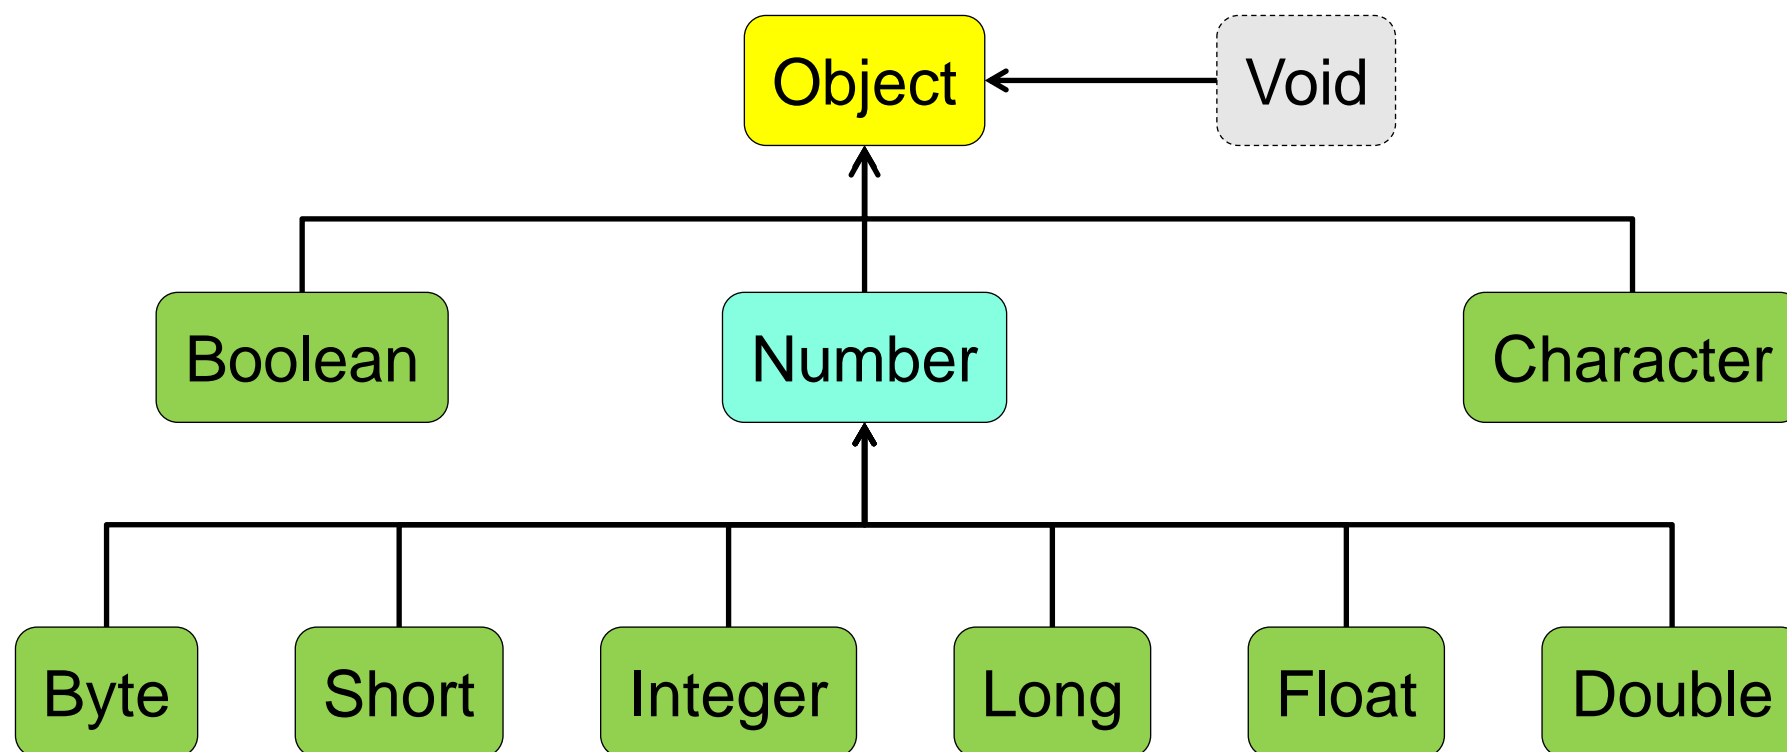 Object
Void
Boolean
Number
Character
Byte
Short
Integer
Long
Float
Double